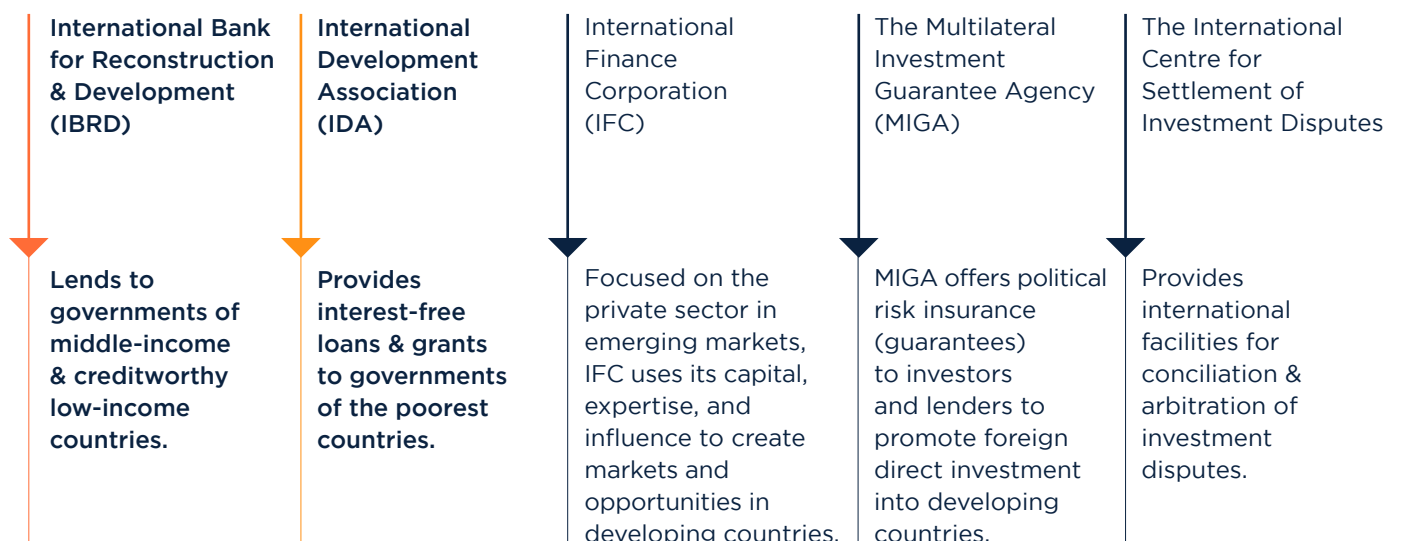 International Bank
for Reconstruction
& Development
(IBRD)
Lends to
governments of
middle-income
& creditworthy
low-income
countries.
International
Development
Association
(IDA)
Provides
interest-free
loans & grants
to governments
of the poorest
countries.
International
Finance
Corporation
(IFC)
Focused on the
private sector in
emerging markets,
IFC uses its capital,
expertise, and
influence to create
markets and
opportunities in
developing countries.
The Multilateral
Investment
Guarantee Agency
(MIGA)
MIGA offers political
risk insurance
(guarantees)
to investors
and lenders to
promote foreign
direct investment
into developing
countries.
The International
Centre for
Settlement of
Investment Disputes
Provides
international
facilities for
conciliation &
arbitration of
investment
disputes.